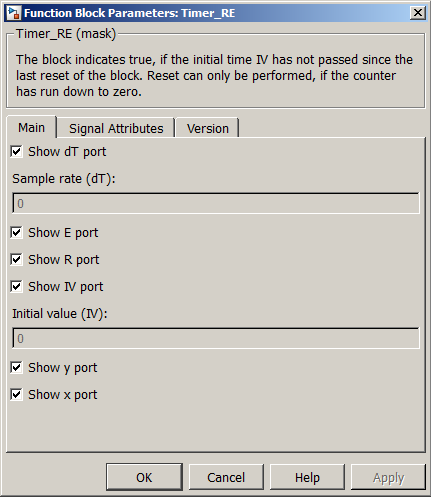 Function Block Parameters: Timer_RE
Timer_RE (mask)
The block indicates true, if the initial time IV has not passed since the
last reset of the block. Reset can only be performed, if the counter
has run down to zero.
Main Signal Attributes Version
Show dT port
Sample rate (dT):
0
Show E port
Show R port
Show IV port
Initial value (IV):
0
Show y port
Show x port
OK Cancel Help Apply